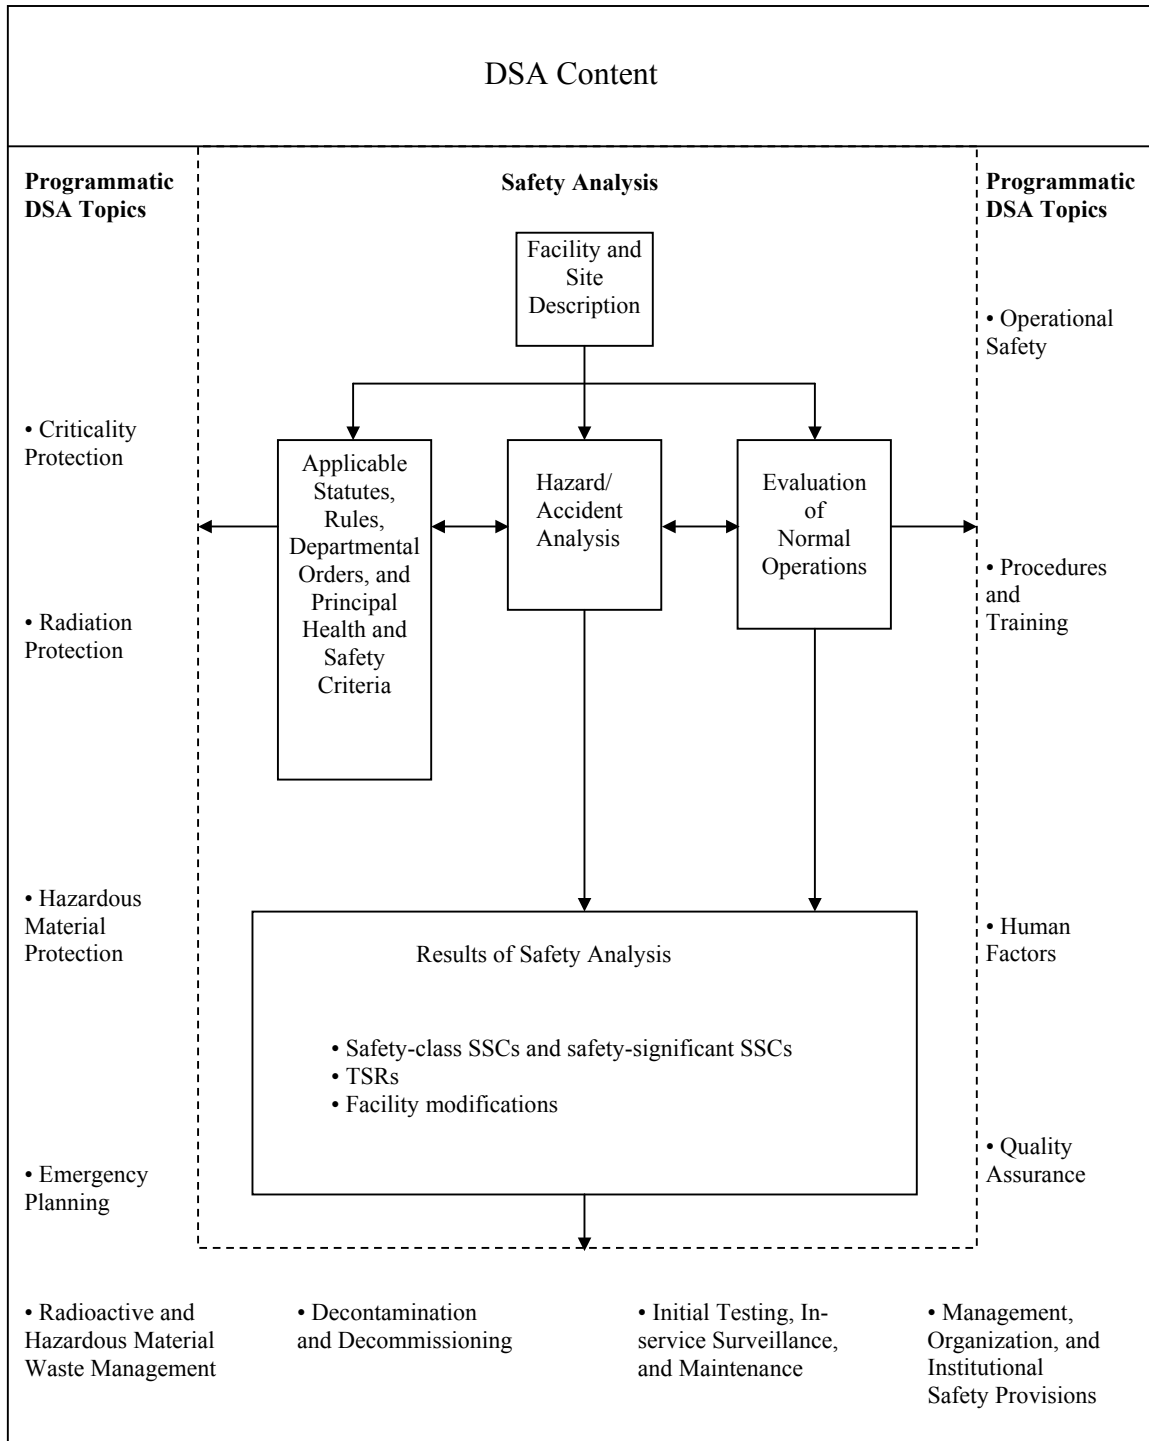 DSA Content
Programmatic
DSA Topics
Safety Analysis
Programmatic
DSA Topics
Facility and
Site
Description
• Operational
Safety
• Criticality
Protection
Applicable
Statutes,
Rules,
Departmental
Orders, and
Principal
Health and
Safety
Criteria
Hazard/
Accident
Analysis
Evaluation
of
Normal
Operations
• Procedures
and
Training
• Radiation
Protection
• Hazardous
Material
Protection
Results of Safety Analysis
• Safety-class SSCs and safety-significant SSCs
• TSRs
• Facility modifications
• Human
Factors
• Quality
Assurance
• Emergency
Planning
• Radioactive and
Hazardous Material
Waste Management
• Decontamination
and Decommissioning
• Initial Testing, In-
service Surveillance,
and Maintenance
• Management,
Organization, and
Institutional
Safety Provisions